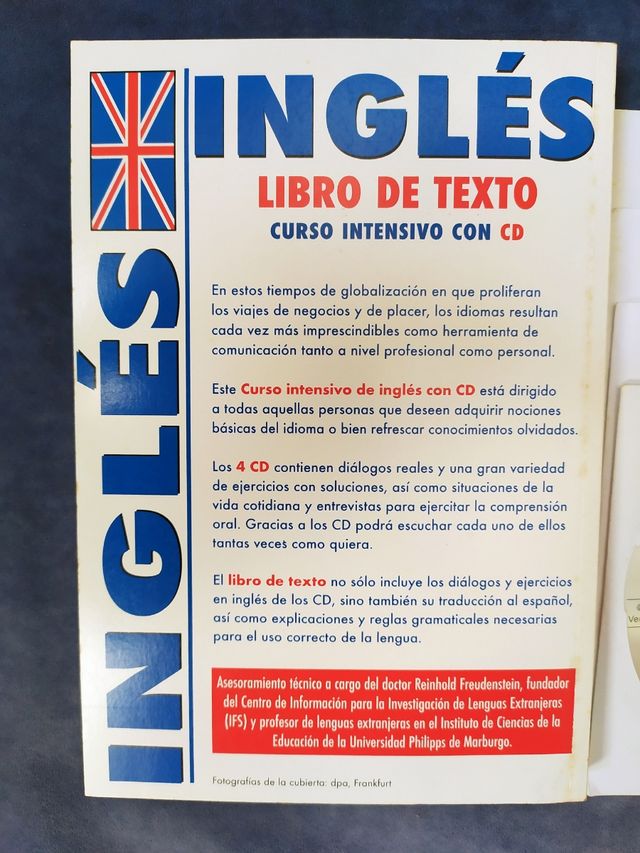 INGLÉS
INGLÉS
LIBRO DE TEXTO
CURSO INTENSIVO CON CD
En estos tiempos de globalización en que proliferan
los viajes de negocios y de placer, los idiomas resultan
cada vez más imprescindibles como herramienta de
comunicación tanto a nivel profesional como personal.
Este Curso intensivo de inglés con CD está dirigido
a todas aquellas personas que deseen adquirir nociones
básicas del idioma o bien refrescar conocimientos olvidados.
Los 4 CD contienen diálogos reales y una gran variedad
de ejercicios con soluciones, así como situaciones de la
vida cotidiana y entrevistas para ejercitar la comprensión
oral. Gracias a los CD podrá escuchar cada uno de ellos
tantas veces como quiera.
El libro de texto no sólo incluye los diálogos y ejercicios
en inglés de los CD, sino también su traducción al español,
así como explicaciones y reglas gramaticales necesarias
para el uso correcto de la lengua.
Asesoramiento técnico a cargo del doctor Reinhold Freudenstein, fundador
del Centro de Información para la Investigación de Lenguas Extranjeras
(IFS) y profesor de lenguas extranjeras en el Instituto de Ciencias de la
Educación de la Universidad Philipps de Marburgo.
Fotografías de la cubierta: dpa, Frankfurt